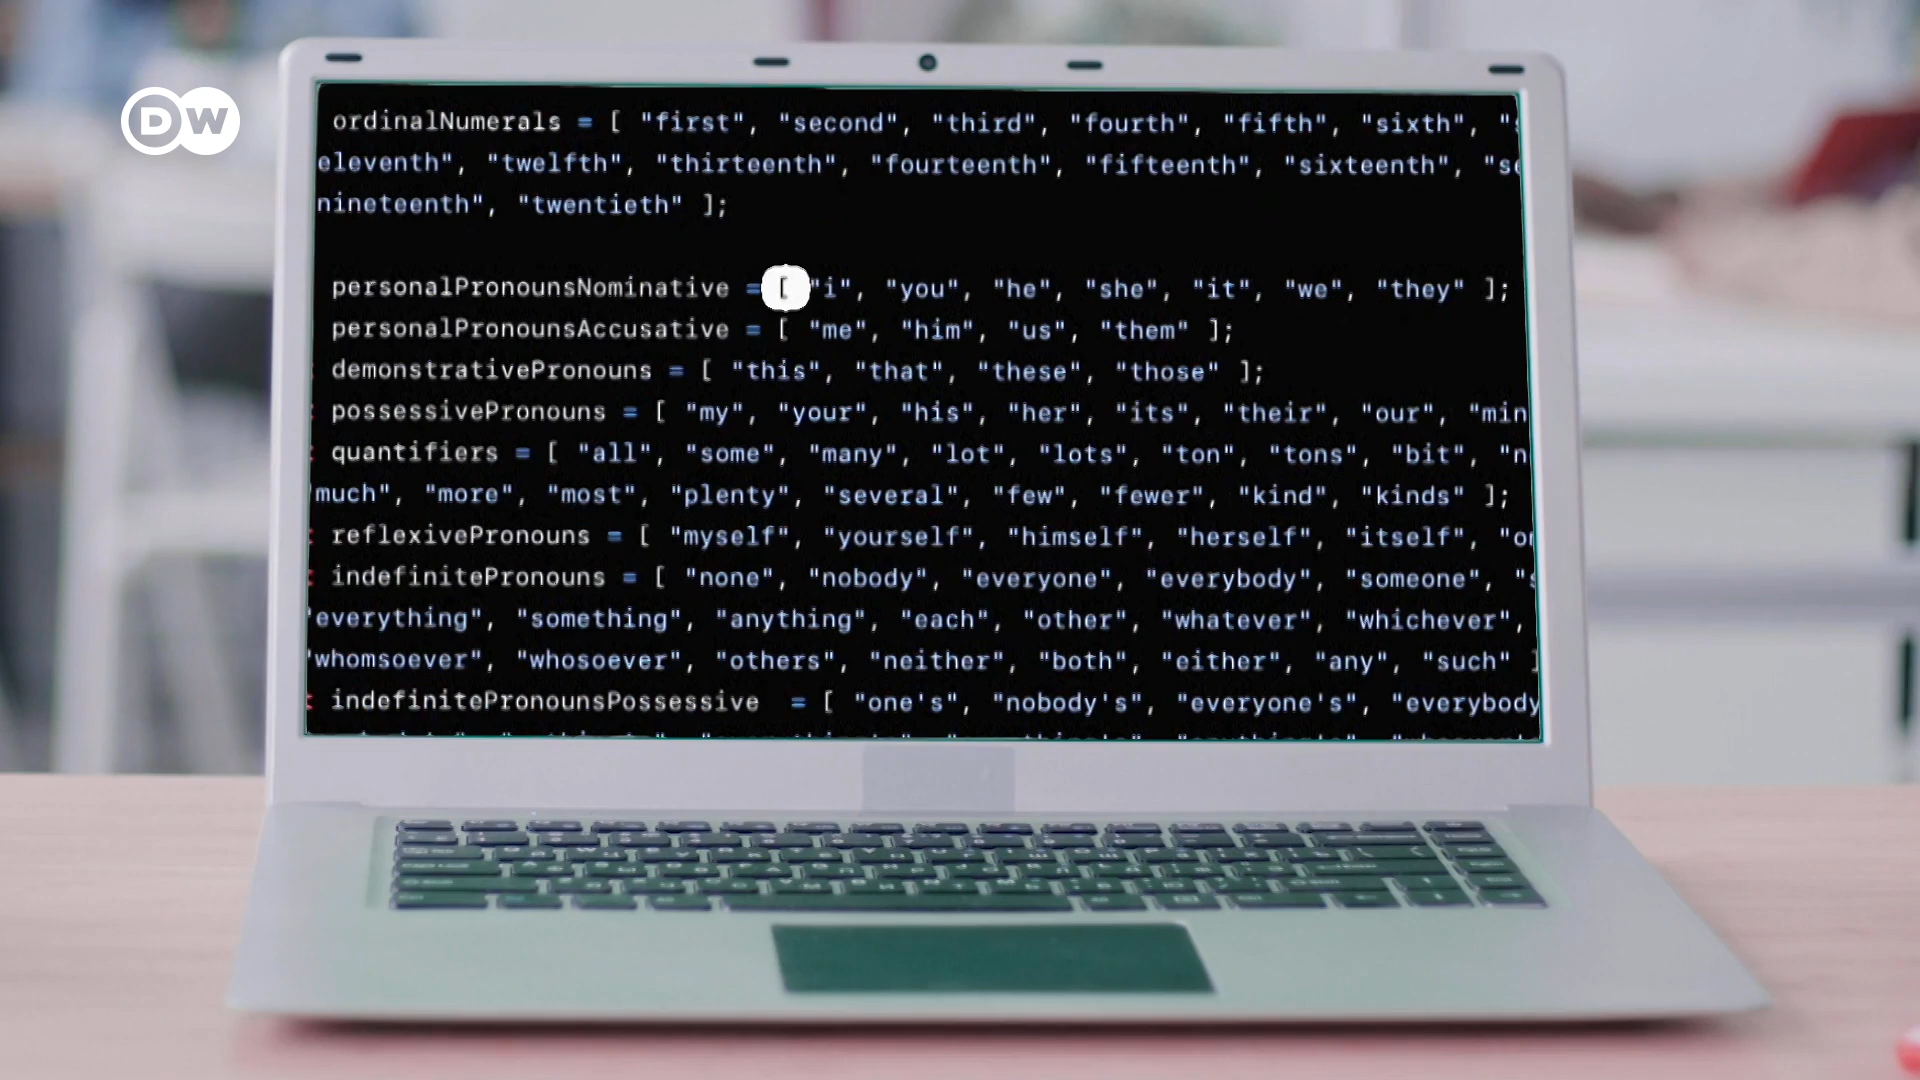 DW
ordinalNumerals = [ "first", "second", "third", "fourth", "fifth", "sixth", "s
eleventh", "twelfth", "thirteenth", "fourteenth", "fifteenth", "sixteenth", "se
nineteenth", "twentieth" ];
personalPronounsNominative = [ "i", "you", "he", "she", "it", "we", "they" ];
personalPronounsAccusative = [ "me", "him", "us", "them" ];
demonstrativePronouns = [ "this", "that", "these", "those" ];
possessivePronouns = [ "my", "your", "his", "her", "its", "their", "our", "min
quantifiers = [ "all", "some", "many", "lot", "lots", "ton", "tons", "bit", "n
"much", "more", "most", "plenty", "several", "few", "fewer", "kind", "kinds" ];
reflexivePronouns = [ "myself", "yourself", "himself", "herself", "itself", "on
indefinitePronouns = [ "none", "nobody", "everyone", "everybody", "someone", "s
"everything", "something", "anything", "each", "other", "whatever", "whichever",
"whomsoever", "whosoever", "others", "neither", "both", "either", "any", "such" ]
indefinitePronounsPossessive = [ "one's", "nobody's", "everyone's", "everybody